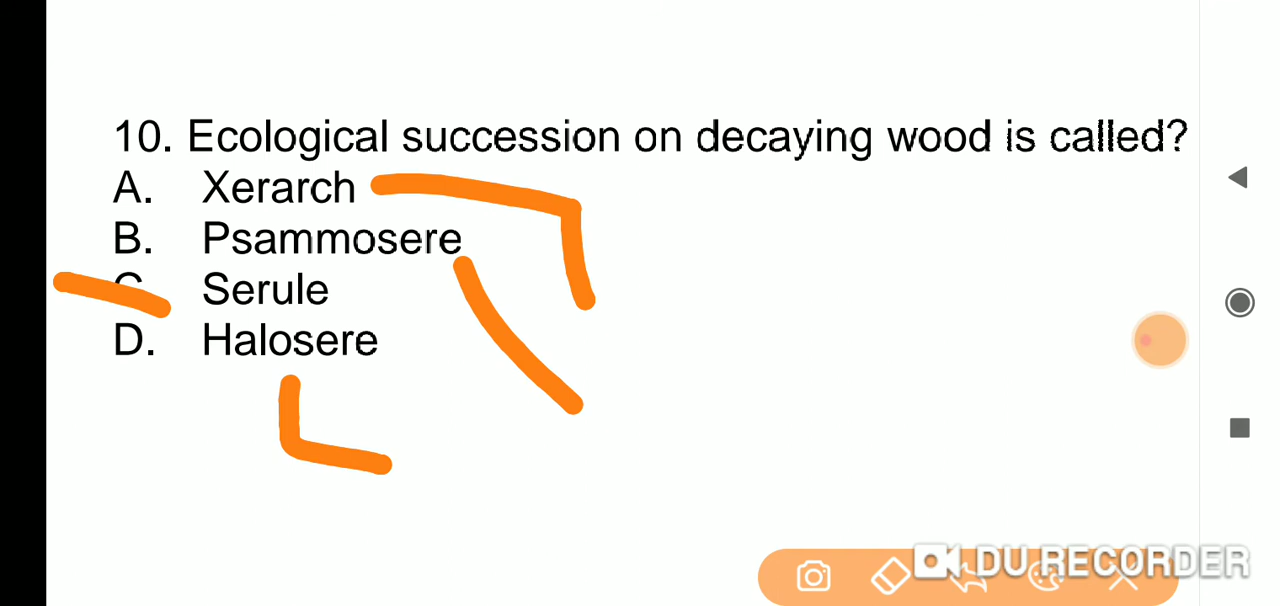 10. Ecological succession on decaying wood is called?
A. Xerarch
B. Psammosere
C. Serule
D. Halosere
DU RECORDER